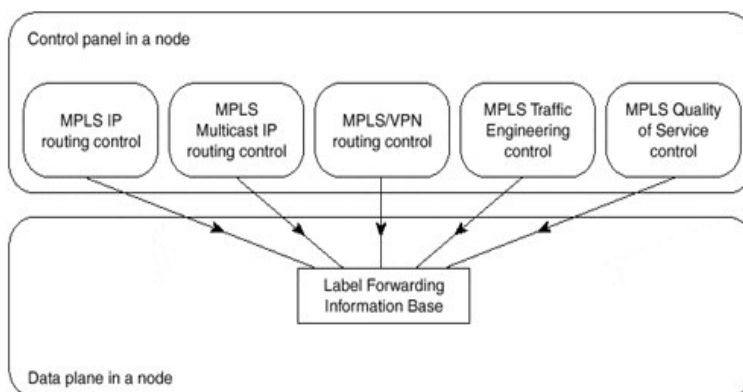 Control panel in a node
MPLS IP
routing control
MPLS
Multicast IP
routing control
MPLS/VPN
routing control
MPLS Traffic
Engineering
control
MPLS Quality
of Service
control
Label Forwarding
Information Base
Data plane in a node